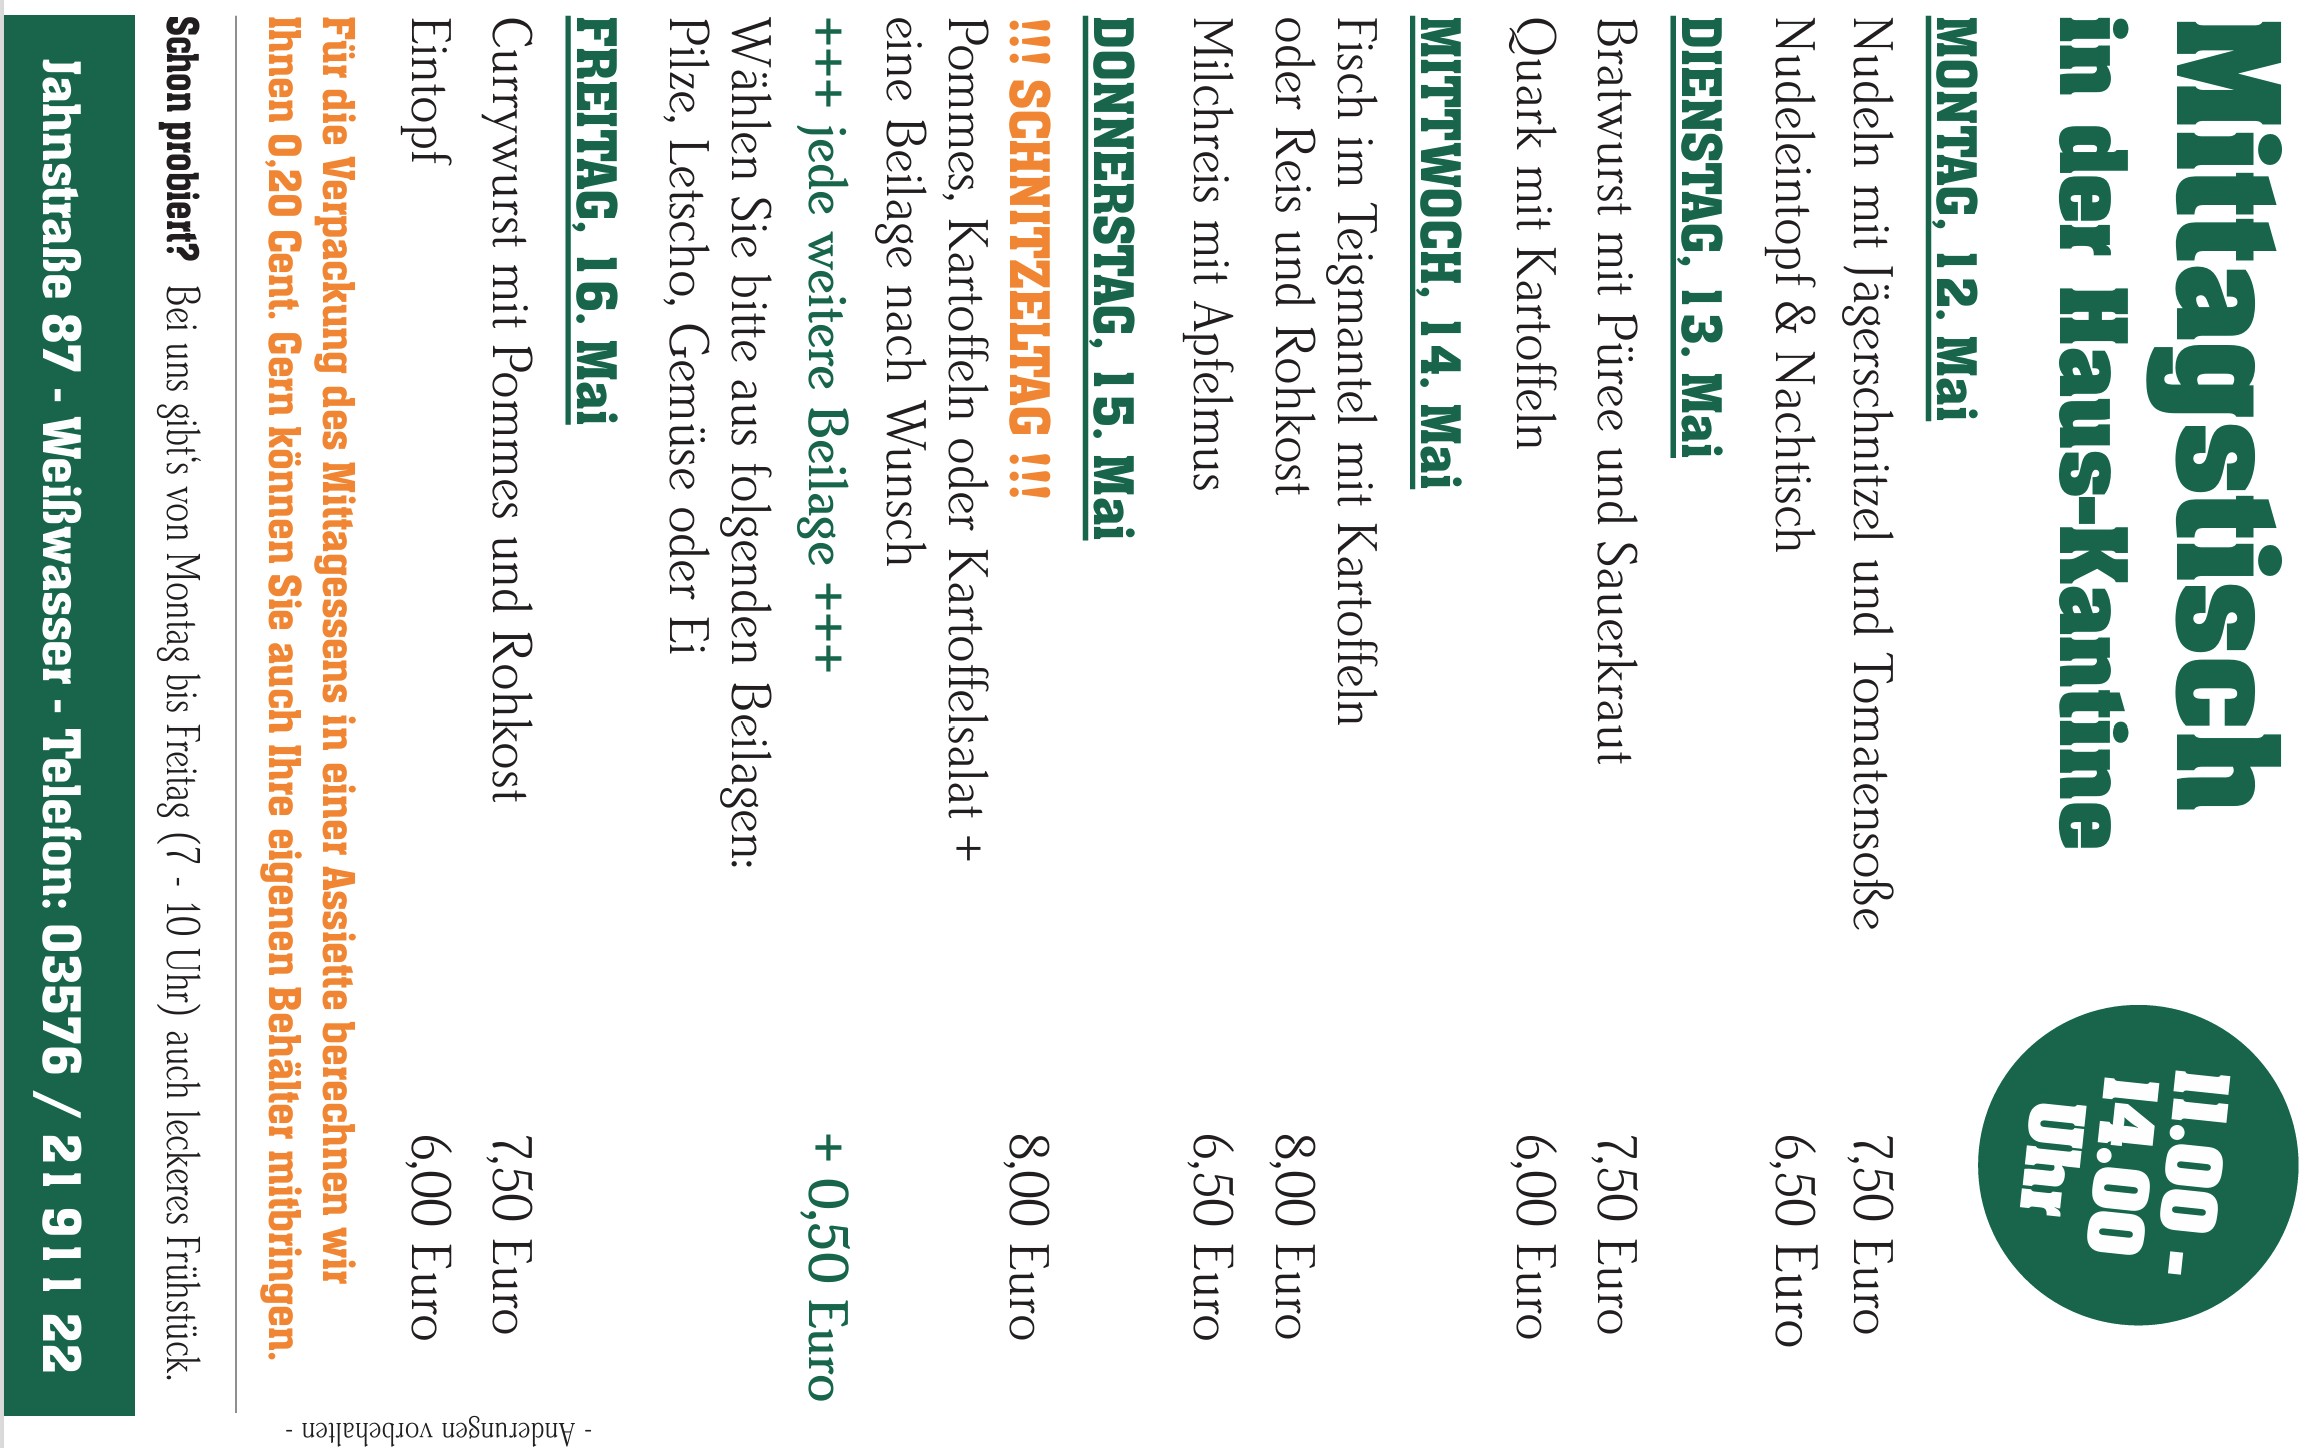 Mittagstisch
in der Haus-Kantine
11.00 -
14.00
Uhr
MONTAG, 12. Mai
Nudeln mit Jägerschnitzel und Tomatensoße 7,50 Euro
Nudeleintopf & Nachtisch 6,50 Euro
DIENSTAG, 13. Mai
Bratwurst mit Püree und Sauerkraut 7,50 Euro
Quark mit Kartoffeln 6,00 Euro
MITTWOCH, 14. Mai
Fisch im Teigmantel mit Kartoffeln
oder Reis und Rohkost 8,00 Euro
Milchreis mit Apfelmus 6,50 Euro
DONNERSTAG, 15. Mai
!!! SCHNITZELTAG !!! 8,00 Euro
Pommes, Kartoffeln oder Kartoffelsalat +
eine Beilage nach Wunsch
+++ jede weitere Beilage +++ + 0,50 Euro
Wählen Sie bitte aus folgenden Beilagen:
Pilze, Letscho, Gemüse oder Ei
FREITAG, 16. Mai
Currywurst mit Pommes und Rohkost 7,50 Euro
Eintopf 6,00 Euro
- Änderungen vorbehalten -
Für die Verpackung des Mittagessens in einer Assiette berechnen wir
Ihnen 0,20 Cent. Gern können Sie auch Ihre eigenen Behälter mitbringen.
Schon probiert? Bei uns gibt‘s von Montag bis Freitag (7 - 10 Uhr) auch leckeres Frühstück.
Jahnstraße 87 - Weißwasser - Telefon: 03576 / 21 911 22